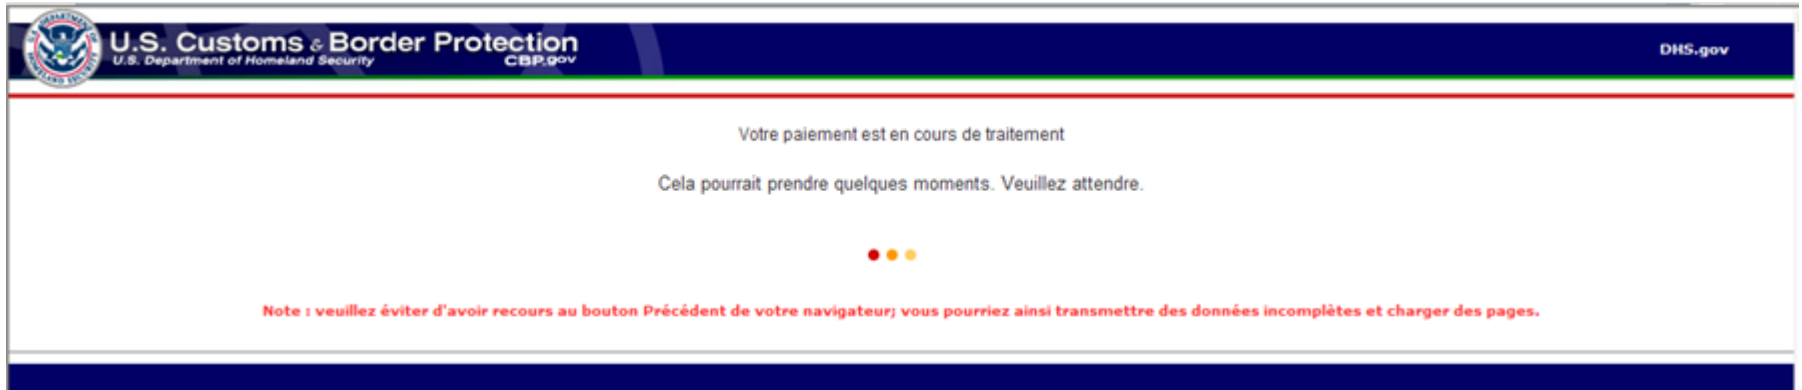 U.S. Customs & Border Protection
U.S. Department of Homeland Security
CBP.gov
DHS.gov
Votre paiement est en cours de traitement
Cela pourrait prendre quelques moments. Veuillez attendre.
Note : veuillez éviter d'avoir recours au bouton Précédent de votre navigateur; vous pourriez ainsi transmettre des données incomplètes et charger des pages.